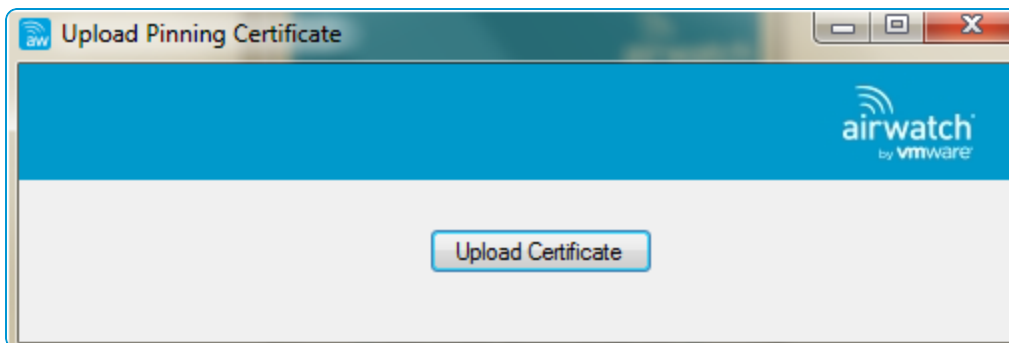 aw Upload Pinning Certificate
airwatch
by vmware
Upload Certificate